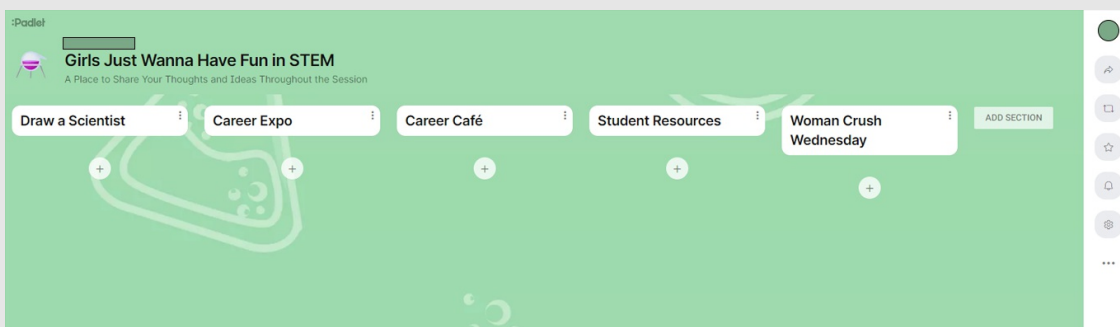 :Padlet
Girls Just Wanna Have Fun in STEM
A Place to Share Your Thoughts and Ideas Throughout the Session
Draw a Scientist
Career Expo
Career Café
Student Resources
Woman Crush
Wednesday
ADD SECTION